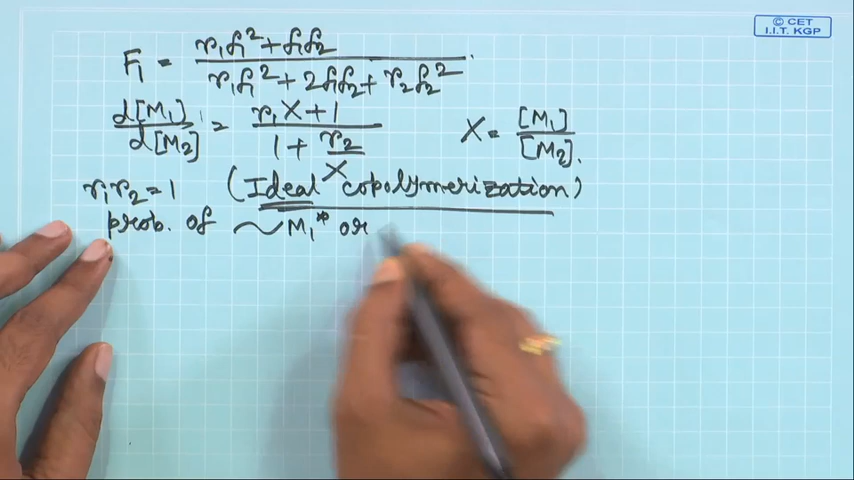 © CET
I.I.T. KGP
F₁ = (r₁f₁² + f₁f₂) / (r₁f₁² + 2f₁f₂ + r₂f₂²)
d[M₁] / d[M₂] = (r₁X + 1) / (1 + r₂/X)    X = [M₁] / [M₂].
r₁r₂ = 1 (Ideal copolymerization)
prob. of ~M₁* or